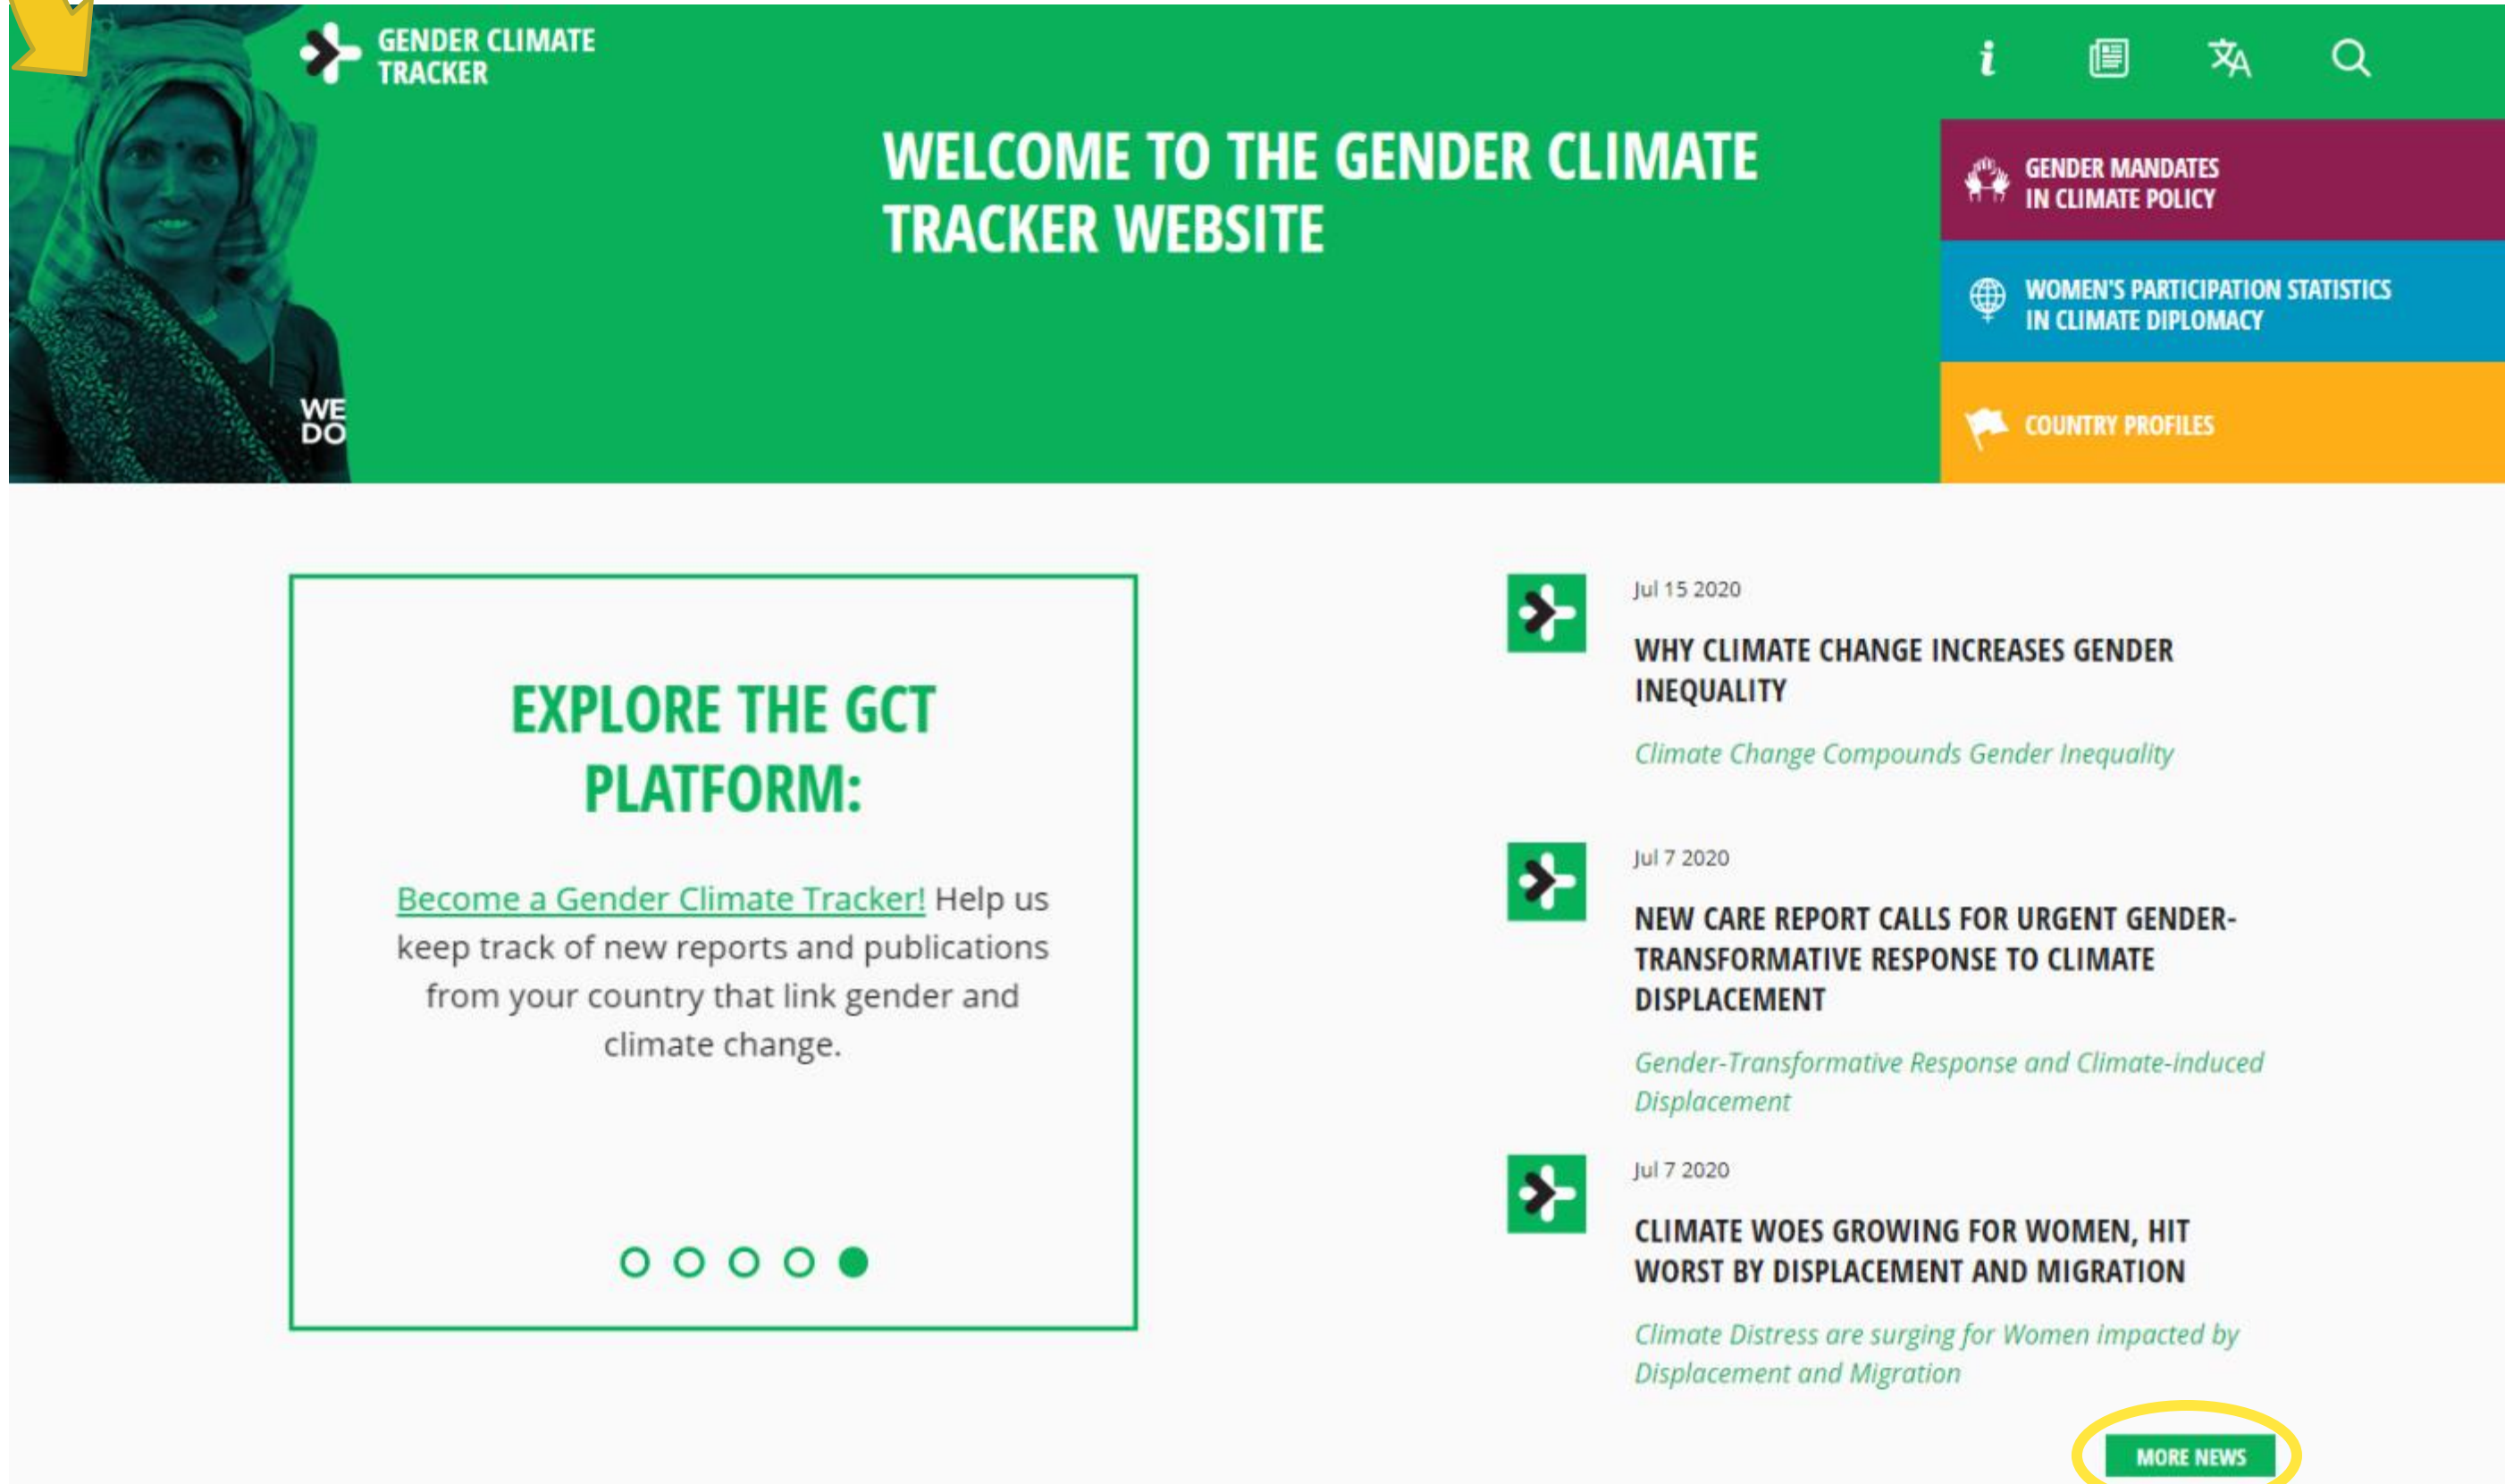 GENDER CLIMATE
TRACKER
WELCOME TO THE GENDER CLIMATE
TRACKER WEBSITE
WE
DO
i
文A
GENDER MANDATES
IN CLIMATE POLICY
WOMEN'S PARTICIPATION STATISTICS
IN CLIMATE DIPLOMACY
COUNTRY PROFILES
EXPLORE THE GCT
PLATFORM:
Become a Gender Climate Tracker! Help us
keep track of new reports and publications
from your country that link gender and
climate change.
Jul 15 2020
WHY CLIMATE CHANGE INCREASES GENDER
INEQUALITY
Climate Change Compounds Gender Inequality
Jul 7 2020
NEW CARE REPORT CALLS FOR URGENT GENDER-
TRANSFORMATIVE RESPONSE TO CLIMATE
DISPLACEMENT
Gender-Transformative Response and Climate-induced
Displacement
Jul 7 2020
CLIMATE WOES GROWING FOR WOMEN, HIT
WORST BY DISPLACEMENT AND MIGRATION
Climate Distress are surging for Women impacted by
Displacement and Migration
MORE NEWS